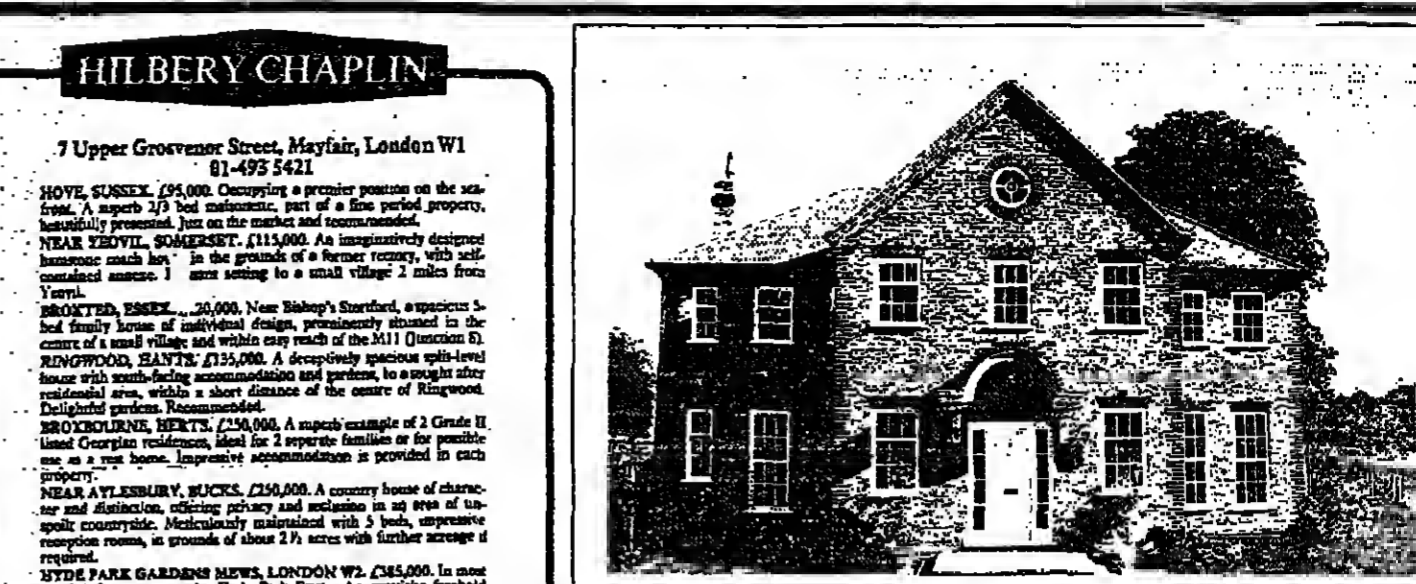 HILBERY CHAPLIN
7 Upper Grosvenor Street, Mayfair, London W1
01-493 5421
HOVE, SUSSEX. £95,000. Occupying a premier position on the sea-
front. A superb 2/3 bed maisonette, part of a fine period property,
beautifully presented. Just on the market and recommended.
NEAR YEOVIL, SOMERSET. £115,000. An imaginatively designed
hamstone coach in the grounds of a former rectory, with self-
contained annexe. setting to a small village 2 miles from
Yeovil.
BROXTED, ESSEX. 20,000. Near Bishop's Stortford, a spacious 5-
bed family house of individual design, prominently situated in the
centre of a small village and within easy reach of the M11 (Junction 8).
RINGWOOD, HANTS. £135,000. A deceptively spacious split-level
house with south-facing accommodation and gardens, to a sought after
residential area, within a short distance of the centre of Ringwood.
Delightful gardens. Recommended.
BROXBOURNE, HERTS. £250,000. A superb example of 2 Grade II
listed Georgian residences, ideal for 2 separate families or for possible
use as a rest home. Impressive accommodation is provided in each
property.
NEAR AYLESBURY, BUCKS. £250,000. A country house of charac-
ter and distinction, offering privacy and seclusion in an area of un-
spoilt countryside. Meticulously maintained with 5 beds, impressive
reception rooms, in grounds of about 2½ acres with further acreage if
required.
HYDE PARK GARDENS MEWS, LONDON W2. £385,000. In most